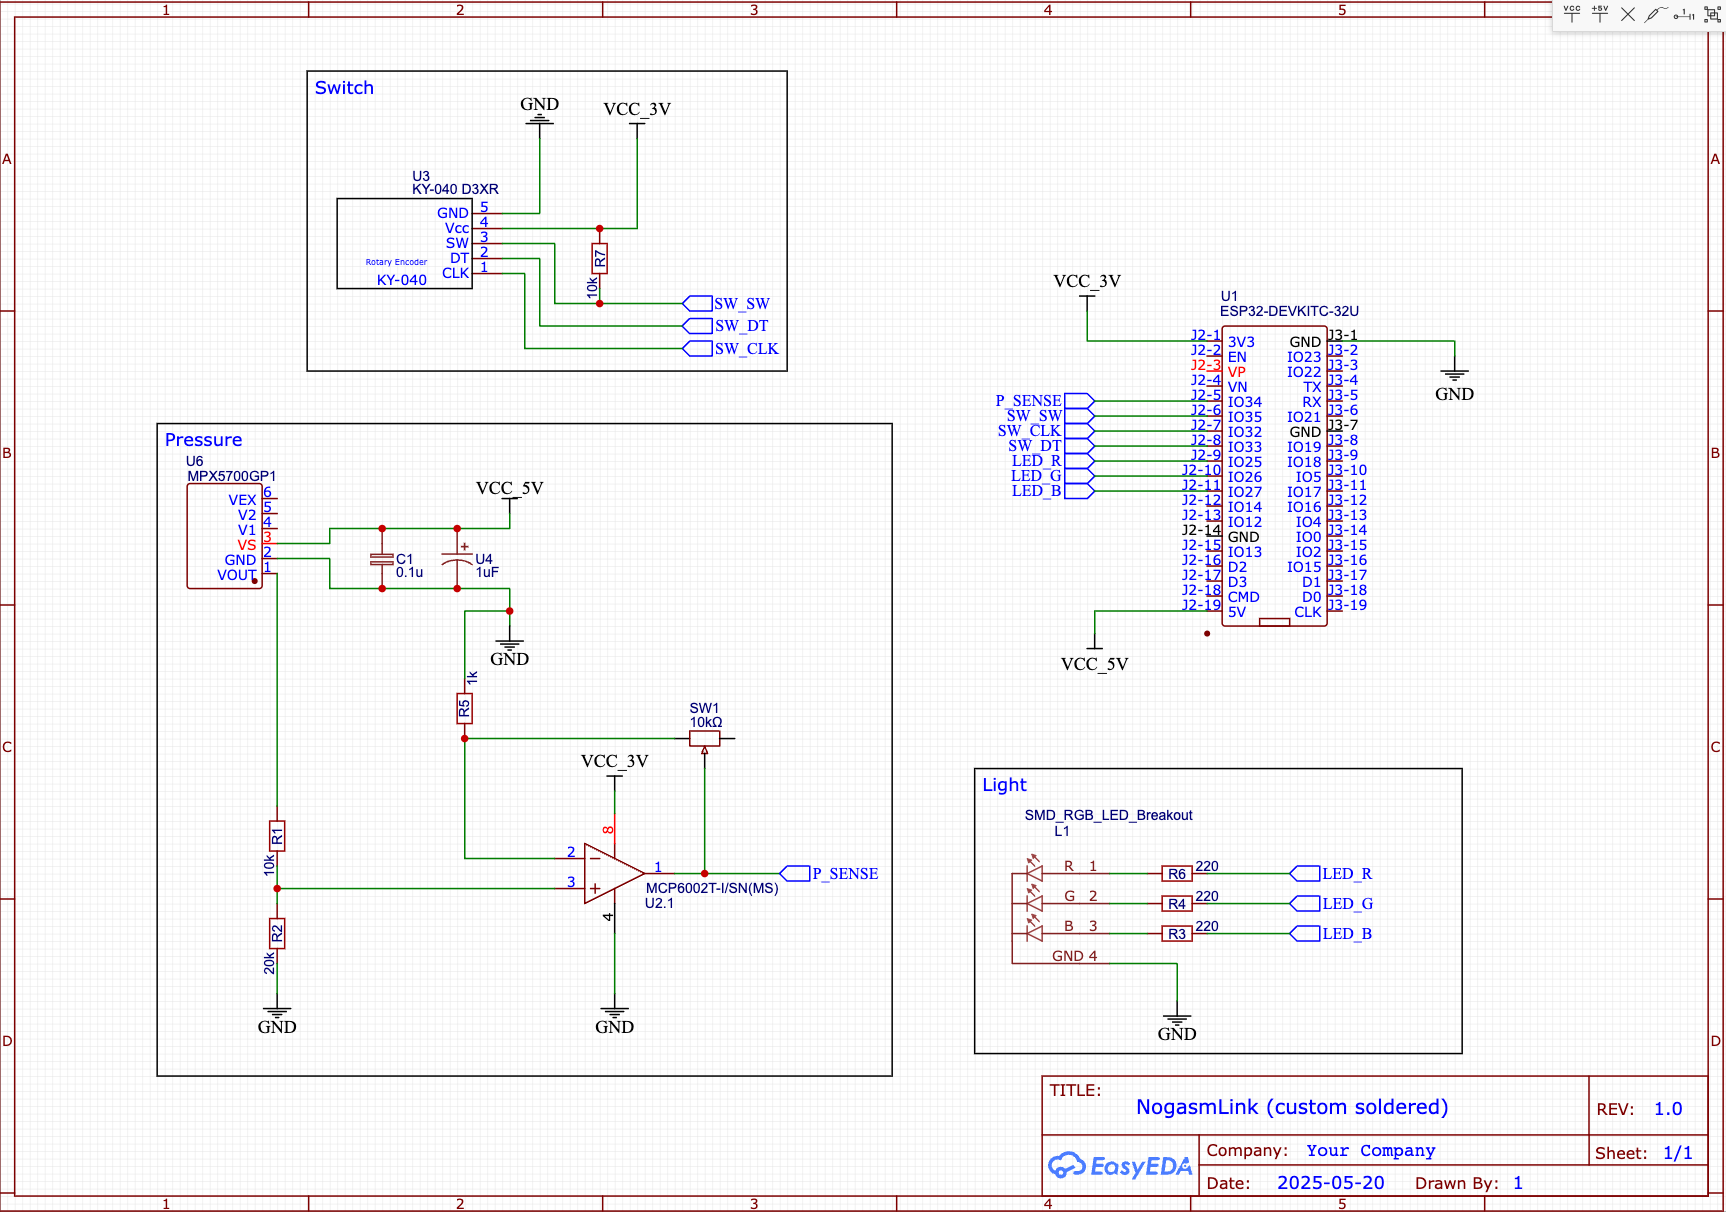 1 2 3 4 5
VCC +5V
A
B
C
D
A
B
C
D
Switch
GND
VCC_3V
U3
KY-040 D3XR
GND 5
Vcc 4
SW 3
DT 2
CLK 1
Rotary Encoder
KY-040
R7
10k
SW_SW
SW_DT
SW_CLK
Pressure
U6
MPX5700GP1
VEX 6
V2 5
V1 4
VS 3
GND 2
VOUT 1
VCC_5V
C1
0.1u
U4
1uF
GND
1k
R5
SW1
10kΩ
VCC_3V
8
2
3
1
4
MCP6002T-I/SN(MS)
U2.1
P_SENSE
R1
10k
R2
20k
GND
GND
VCC_3V
U1
ESP32-DEVKITC-32U
J2-1 3V3 GND J3-1
J2-2 EN IO23 J3-2
J2-3 VP IO22 J3-3
J2-4 VN TX J3-4
J2-5 IO34 RX J3-5
J2-6 IO35 IO21 J3-6
J2-7 IO32 GND J3-7
J2-8 IO33 IO19 J3-8
J2-9 IO25 IO18 J3-9
J2-10 IO26 IO5 J3-10
J2-11 IO27 IO17 J3-11
J2-12 IO14 IO16 J3-12
J2-13 IO12 IO4 J3-13
J2-14 GND IO0 J3-14
J2-15 IO13 IO2 J3-15
J2-16 D2 IO15 J3-16
J2-17 D3 D1 J3-17
J2-18 CMD D0 J3-18
J2-19 5V CLK J3-19
P_SENSE
SW_SW
SW_CLK
SW_DT
LED_R
LED_G
LED_B
GND
VCC_5V
Light
SMD_RGB_LED_Breakout
L1
R 1 R6 220 LED_R
G 2 R4 220 LED_G
B 3 R3 220 LED_B
GND 4
GND
TITLE:
NogasmLink (custom soldered)
REV: 1.0
EasyEDA
Company: Your Company
Sheet: 1/1
Date: 2025-05-20 Drawn By: 1
1 2 3 4 5